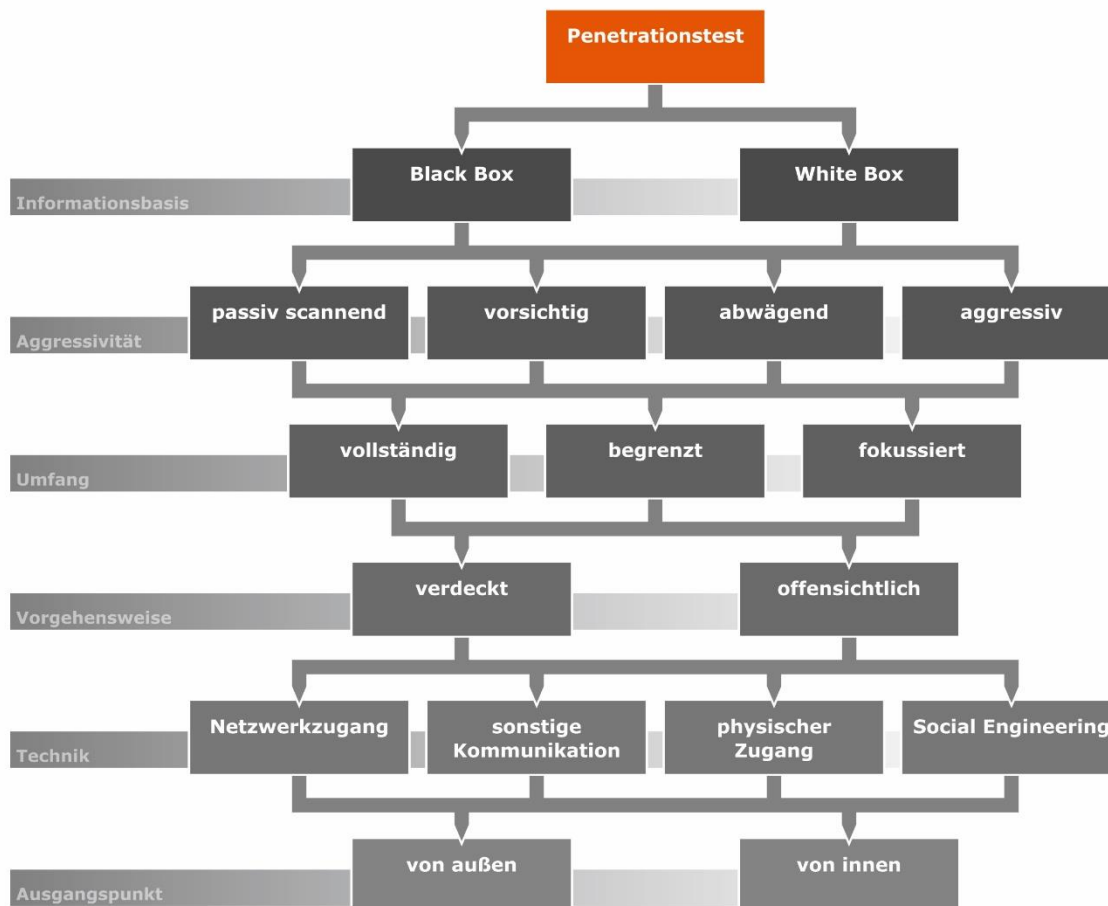 Penetrationstest
Black Box
White Box
Informationsbasis
passiv scannend
vorsichtig
abwägend
aggressiv
Aggressivität
vollständig
begrenzt
fokussiert
Umfang
verdeckt
offensichtlich
Vorgehensweise
Netzwerkzugang
sonstige
Kommunikation
physischer
Zugang
Social Engineering
Technik
von außen
von innen
Ausgangspunkt